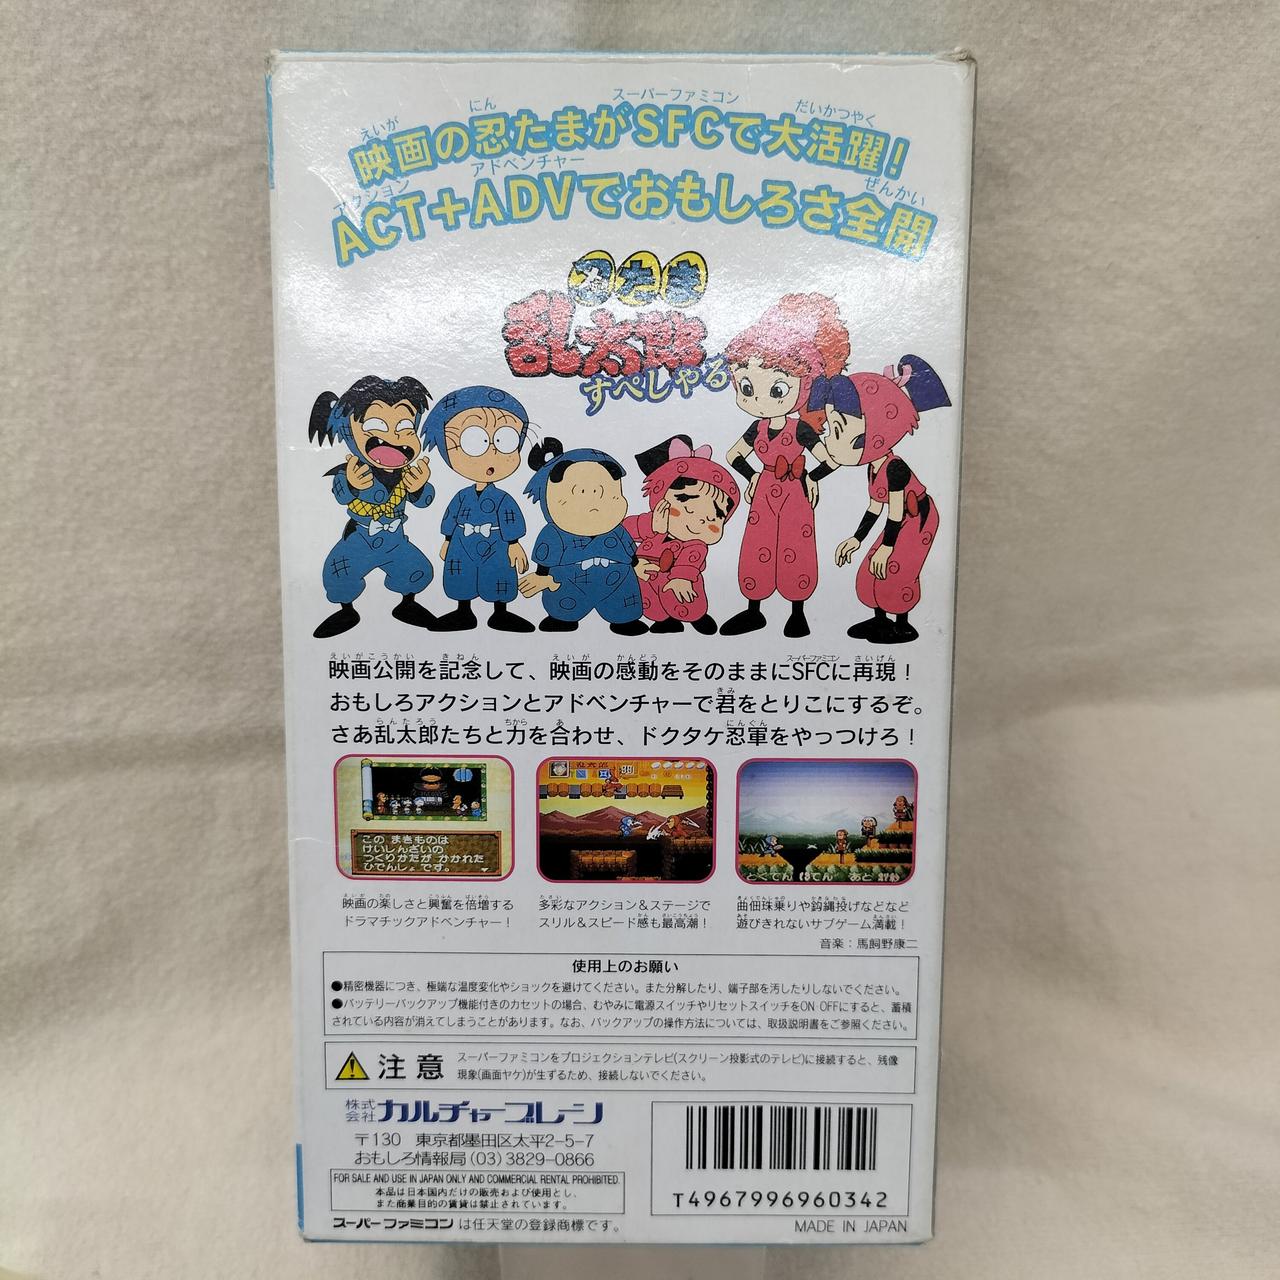 映画の忍たまがSFCで大活躍！
ACT+ADVでおもしろさ全開
忍たま
乱太郎
すぺしゃる
映画公開を記念して、映画の感動をそのままにSFCに再現！
おもしろアクションとアドベンチャーで君をとりこにするぞ。
さあ乱太郎たちと力を合わせ、ドクタケ忍軍をやっつけろ！
この まきものは
けいしんざいの
つくりかたが かかれた
ひでんしょ です。
乱太郎
とくてん 13てん あと 27
映画の楽しさと興奮を倍増する
ドラマチックアドベンチャー！
多彩なアクション＆ステージで
スリル＆スピード感も最高潮！
曲佃珠乗りや鈎縄投げなどなど
遊びきれないサブゲーム満載！
音楽：馬飼野康二
使用上のお願い
●精密機器につき、極端な温度変化やショックを避けてください。また分解したり、端子部を汚したりしないでください。
●バッテリーバックアップ機能付きのカセットの場合、むやみに電源スイッチやリセットスイッチをON OFFにすると、蓄積
されている内容が消えてしまうことがあります。なお、バックアップの操作方法については、取扱説明書をご参照ください。
注意
スーパーファミコンをプロジェクションテレビ(スクリーン投影式のテレビ)に接続すると、残像
現象(画面ヤケ)が生ずるため、接続しないでください。
株式会社カルチャーブレーン
〒130 東京都墨田区太平2-5-7
おもしろ情報局(03)3829-0866
FOR SALE AND USE IN JAPAN ONLY AND COMMERCIAL RENTAL PROHIBITED.
本品は日本国内だけの販売および使用とし、
また商業目的の賃貸は禁止されています。
スーパーファミコンは任天堂の登録商標です。
T4967996960342
MADE IN JAPAN